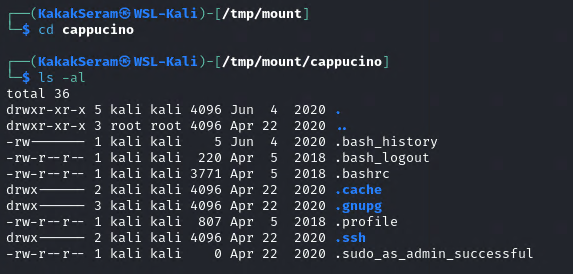 ┌──(KakakSeram㉿WSL-Kali)-[/tmp/mount]
└─$ cd cappucino
┌──(KakakSeram㉿WSL-Kali)-[/tmp/mount/cappucino]
└─$ ls -al
total 36
drwxr-xr-x 5 kali kali 4096 Jun  4  2020 .
drwxr-xr-x 3 root root 4096 Apr 22  2020 ..
-rw------- 1 kali kali    5 Jun  4  2020 .bash_history
-rw-r--r-- 1 kali kali  220 Apr  5  2018 .bash_logout
-rw-r--r-- 1 kali kali 3771 Apr  5  2018 .bashrc
drwx------ 2 kali kali 4096 Apr 22  2020 .cache
drwx------ 3 kali kali 4096 Apr 22  2020 .gnupg
-rw-r--r-- 1 kali kali  807 Apr  5  2018 .profile
drwx------ 2 kali kali 4096 Apr 22  2020 .ssh
-rw-r--r-- 1 kali kali    0 Apr 22  2020 .sudo_as_admin_successful